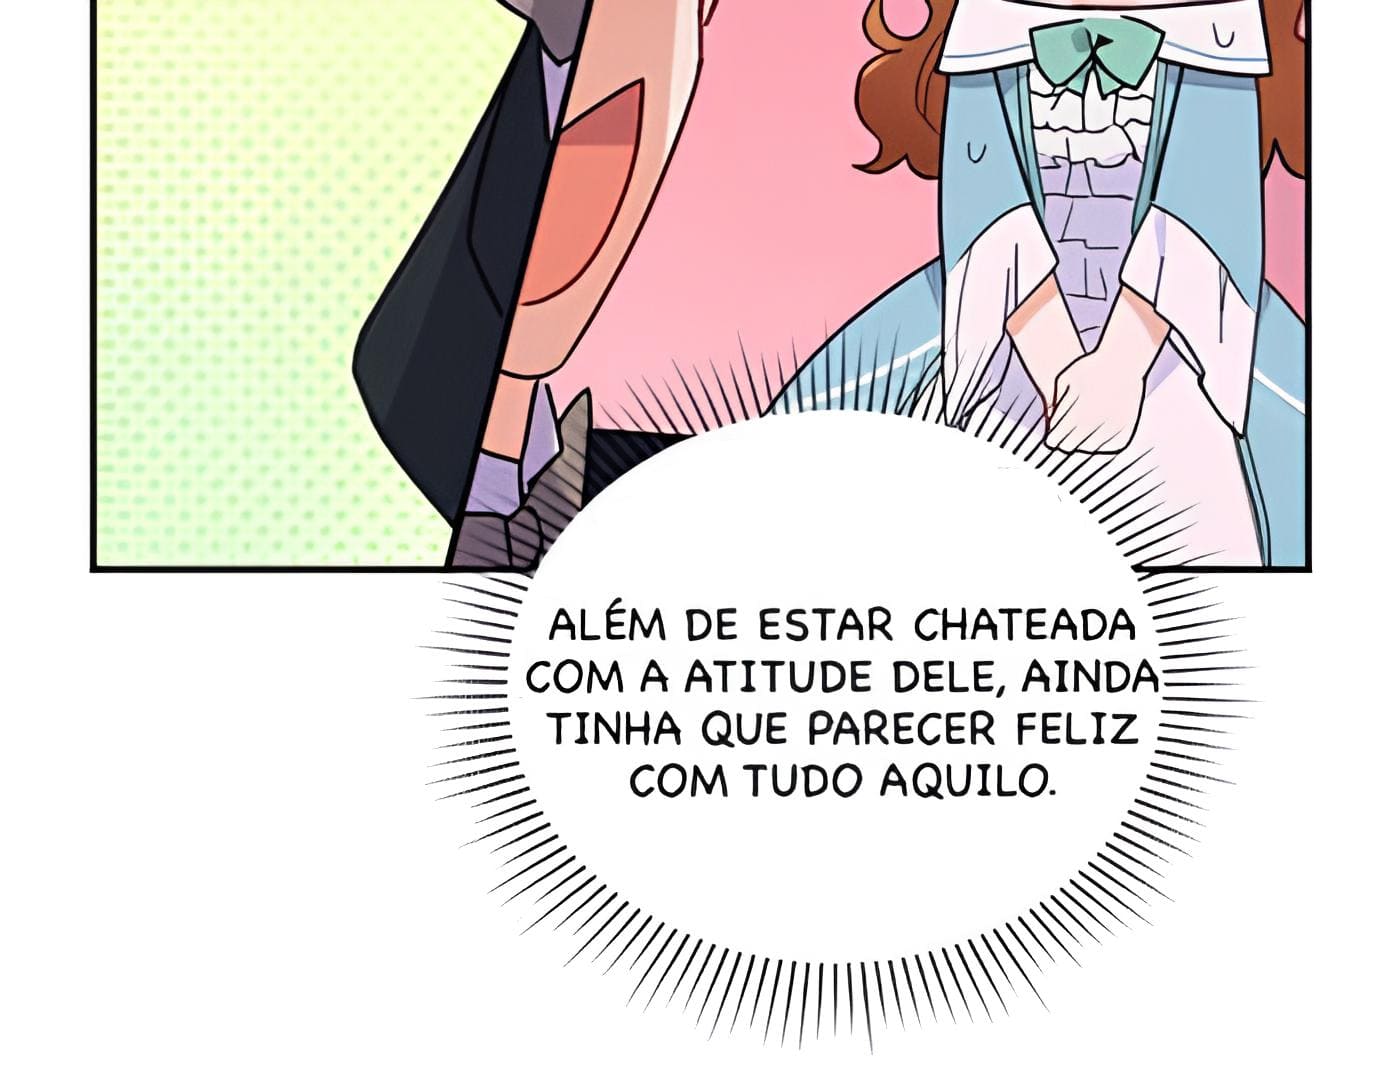 ALÉM DE ESTAR CHATEADA
COM A ATITUDE DELE, AINDA
TINHA QUE PARECER FELIZ
COM TUDO AQUILO.